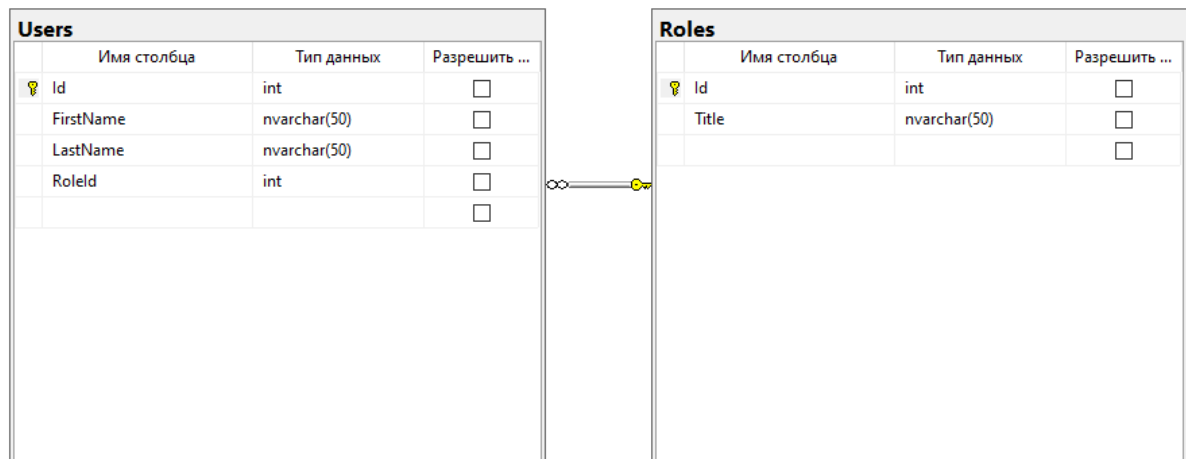 Users
Имя столбца Тип данных Разрешить ...
Id int
FirstName nvarchar(50)
LastName nvarchar(50)
RoleId int
Roles
Имя столбца Тип данных Разрешить ...
Id int
Title nvarchar(50)